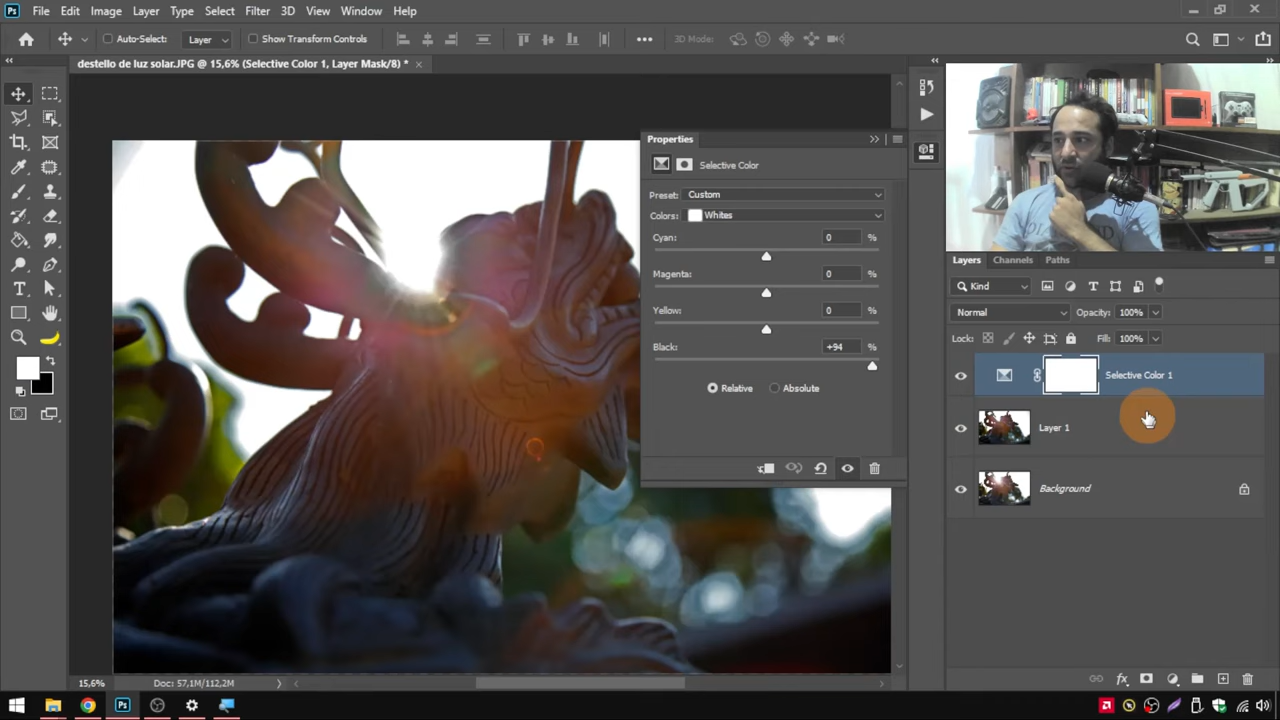 Ps File Edit Image Layer Type Select Filter 3D View Window Help
Auto-Select: Layer Show Transform Controls 3D Mode:
destello de luz solar.JPG @ 15,6% (Selective Color 1, Layer Mask/8) *
Properties
Selective Color
Preset: Custom
Colors: Whites
Cyan: 0 %
Magenta: 0 %
Yellow: 0 %
Black: +94 %
Relative Absolute
Layers Channels Paths
Kind
Normal Opacity: 100%
Lock: Fill: 100%
Selective Color 1
Layer 1
Background
15,6% Doc: 57,1M/112,2M
Ps